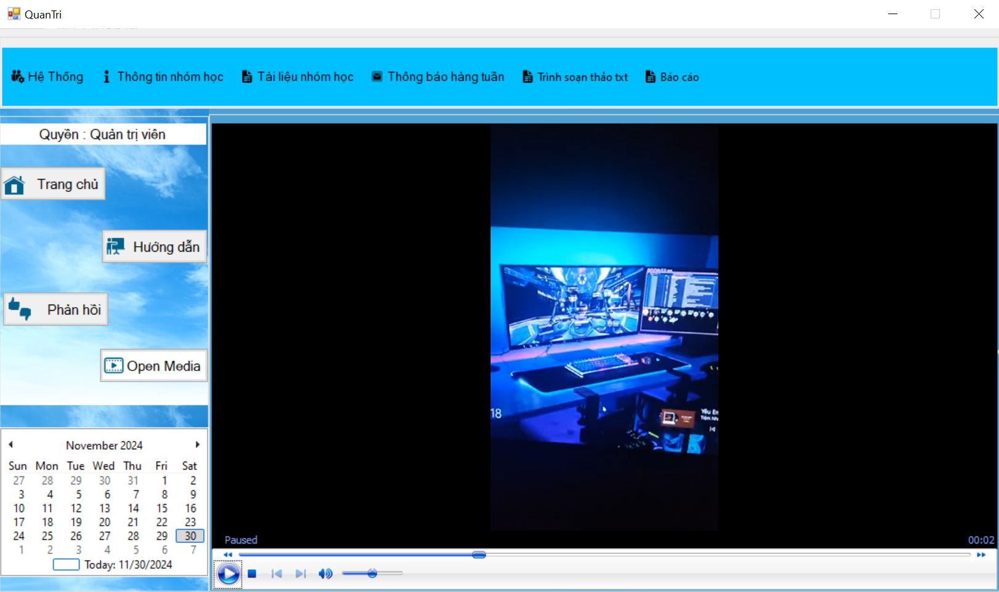 QuanTri
Hệ Thống Thông tin nhóm học Tài liệu nhóm học Thông báo hàng tuần Trình soạn thảo txt Báo cáo
Quyền : Quản trị viên
Trang chủ
Hướng dẫn
Phản hồi
Open Media
November 2024
Sun Mon Tue Wed Thu Fri Sat
27 28 29 30 31 1 2
3 4 5 6 7 8 9
10 11 12 13 14 15 16
17 18 19 20 21 22 23
24 25 26 27 28 29 30
1 2 3 4 5 6 7
Today: 11/30/2024
18
Yêu En
Paused 00:02